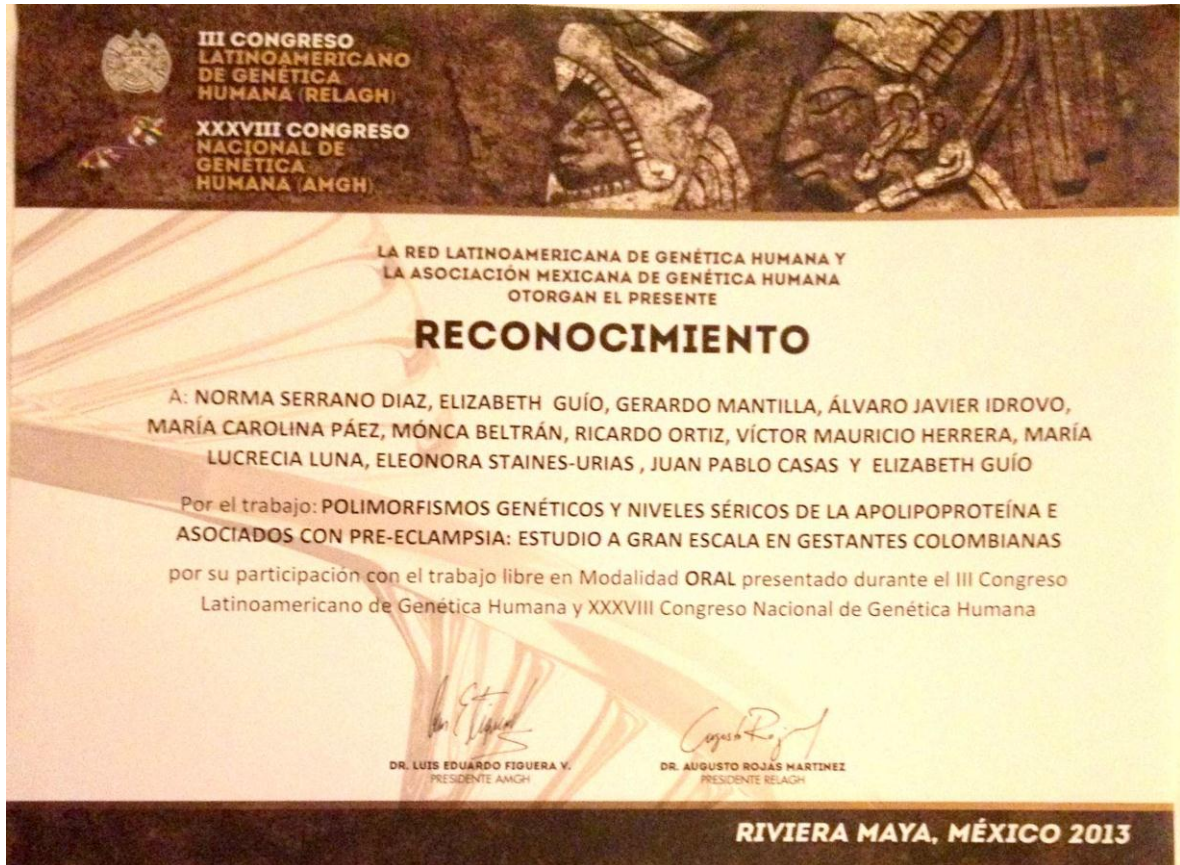 III CONGRESO
LATINOAMERICANO
DE GENÉTICA
HUMANA (RELAGH)
XXXVIII CONGRESO
NACIONAL DE
GENÉTICA
HUMANA (AMGH)
LA RED LATINOAMERICANA DE GENÉTICA HUMANA Y
LA ASOCIACIÓN MEXICANA DE GENÉTICA HUMANA
OTORGAN EL PRESENTE
RECONOCIMIENTO
A: NORMA SERRANO DIAZ, ELIZABETH GUÍO, GERARDO MANTILLA, ÁLVARO JAVIER IDROVO,
MARÍA CAROLINA PÁEZ, MÓNCA BELTRÁN, RICARDO ORTIZ, VÍCTOR MAURICIO HERRERA, MARÍA
LUCRECIA LUNA, ELEONORA STAINES-URIAS , JUAN PABLO CASAS Y ELIZABETH GUÍO
Por el trabajo: POLIMORFISMOS GENÉTICOS Y NIVELES SÉRICOS DE LA APOLIPOPROTEÍNA E
ASOCIADOS CON PRE-ECLAMPSIA: ESTUDIO A GRAN ESCALA EN GESTANTES COLOMBIANAS
por su participación con el trabajo libre en Modalidad ORAL presentado durante el III Congreso
Latinoamericano de Genética Humana y XXXVIII Congreso Nacional de Genética Humana
DR. LUIS EDUARDO FIGUERA V.
PRESIDENTE AMGH
DR. AUGUSTO ROJAS MARTINEZ
PRESIDENTE RELAGH
RIVIERA MAYA, MÉXICO 2013